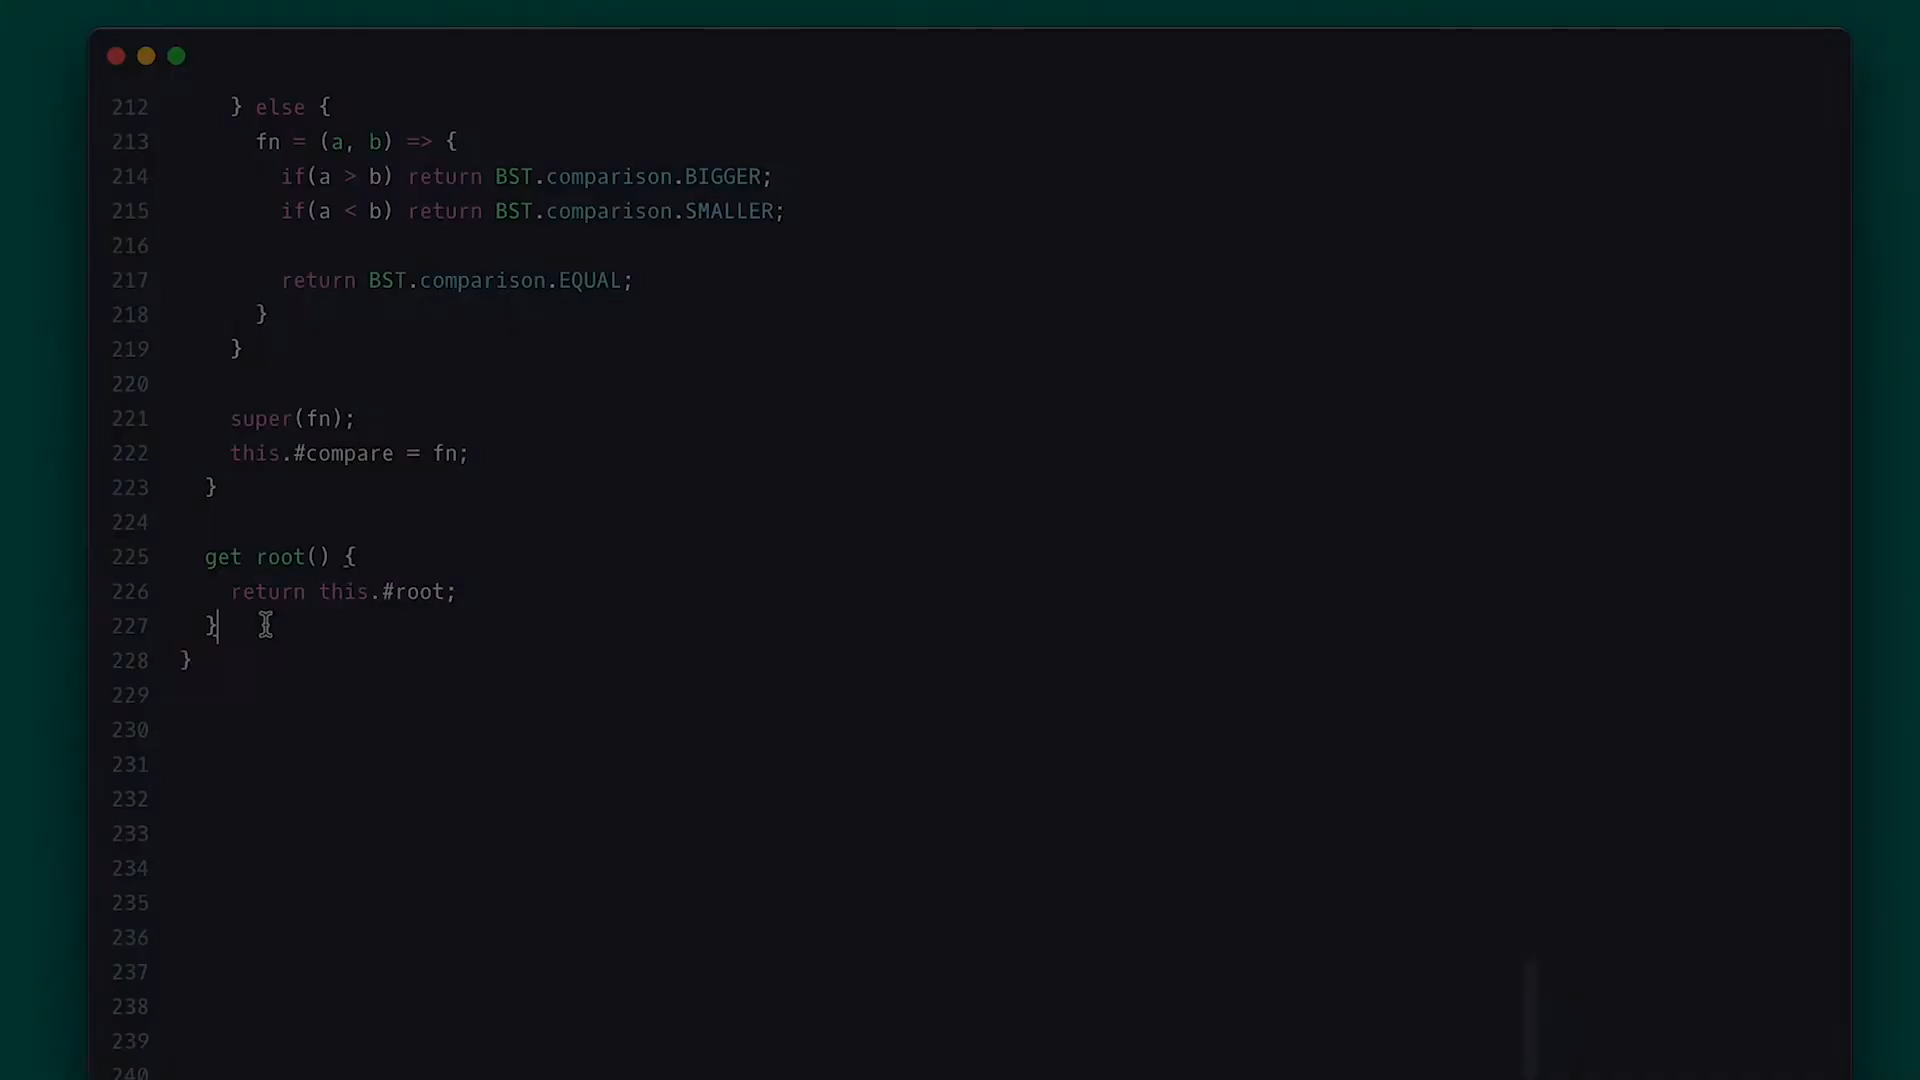 212 } else {
213 fn = (a, b) => {
214 if(a > b) return BST.comparison.BIGGER;
215 if(a < b) return BST.comparison.SMALLER;
216
217 return BST.comparison.EQUAL;
218 }
219 }
220
221 super(fn);
222 this.#compare = fn;
223 }
224
225 get root() {
226 return this.#root;
227 }
228 }
229
230
231
232
233
234
235
236
237
238
239
240